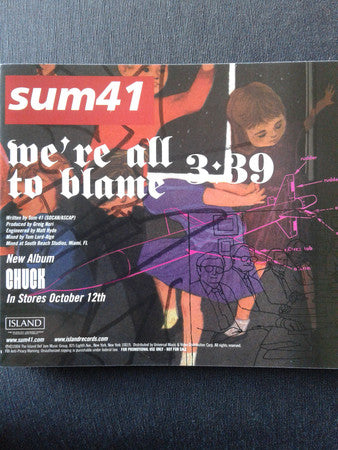 sum41
we're all
to blame
3:39
Written by Sum 41 (SOCAN/ASCAP)
Produced by Greig Nori
Engineered by Matt Hyde
Mixed by Tom Lord-Alge
Mixed at South Beach Studios, Miami, FL
New Album
CHUCK
In Stores October 12th
ISLAND
www.sum41.com www.islandrecords.com
rudder